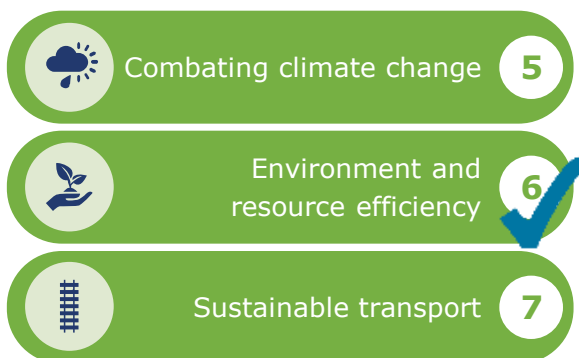 Combating climate change 5
Environment and
resource efficiency 6
Sustainable transport 7